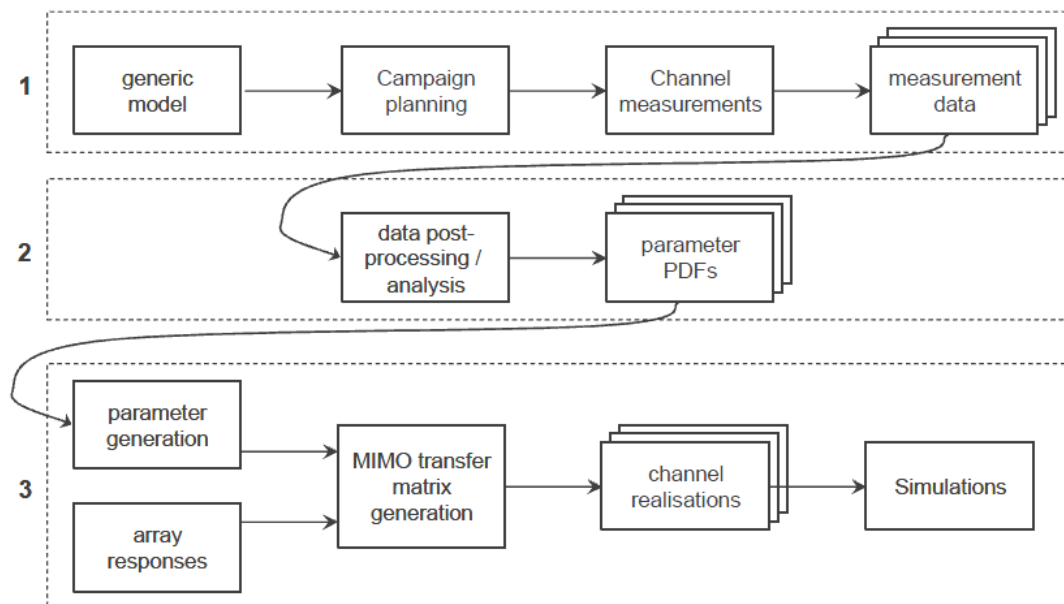 1
generic
model
Campaign
planning
Channel
measurements
measurement
data
2
data post-
processing /
analysis
parameter
PDFs
3
parameter
generation
array
responses
MIMO transfer
matrix
generation
channel
realisations
Simulations